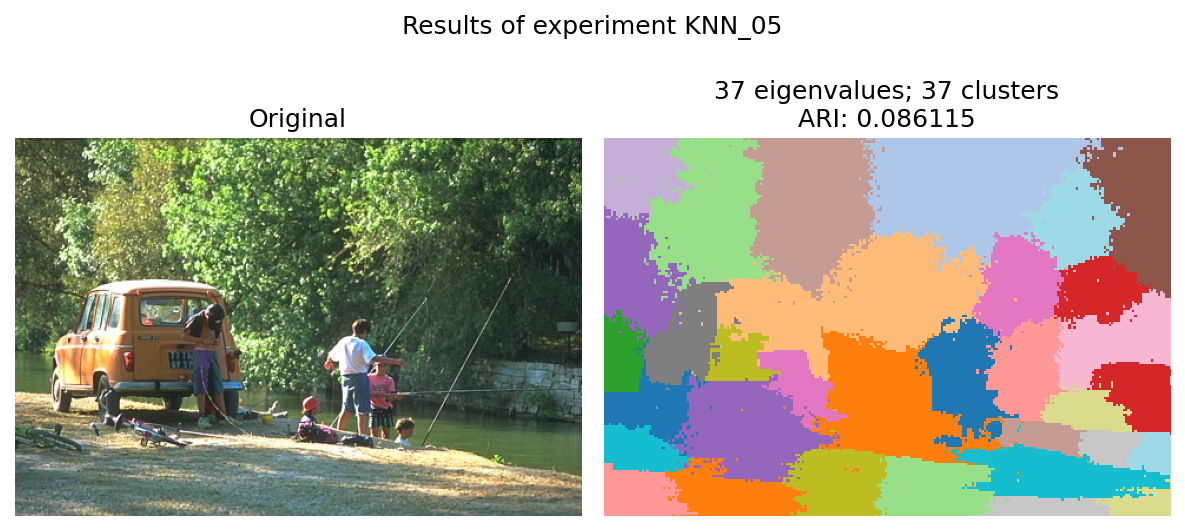 Results of experiment KNN_05
Original
37 eigenvalues; 37 clusters
ARI: 0.086115